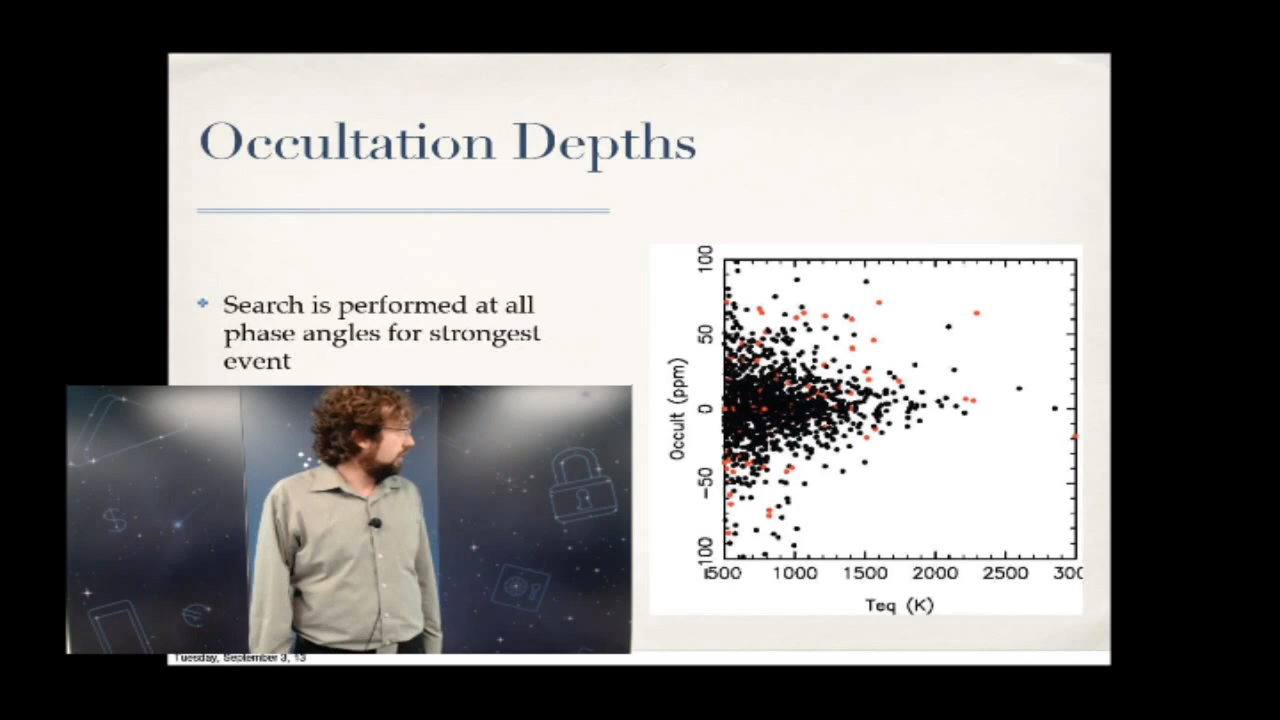 Occultation Depths
Search is performed at all
phase angles for strongest
event
100
50
0
−50
100
Occult (ppm)
500 1000 1500 2000 2500 300
Teq (K)
$
€
Tuesday, September 3, 13